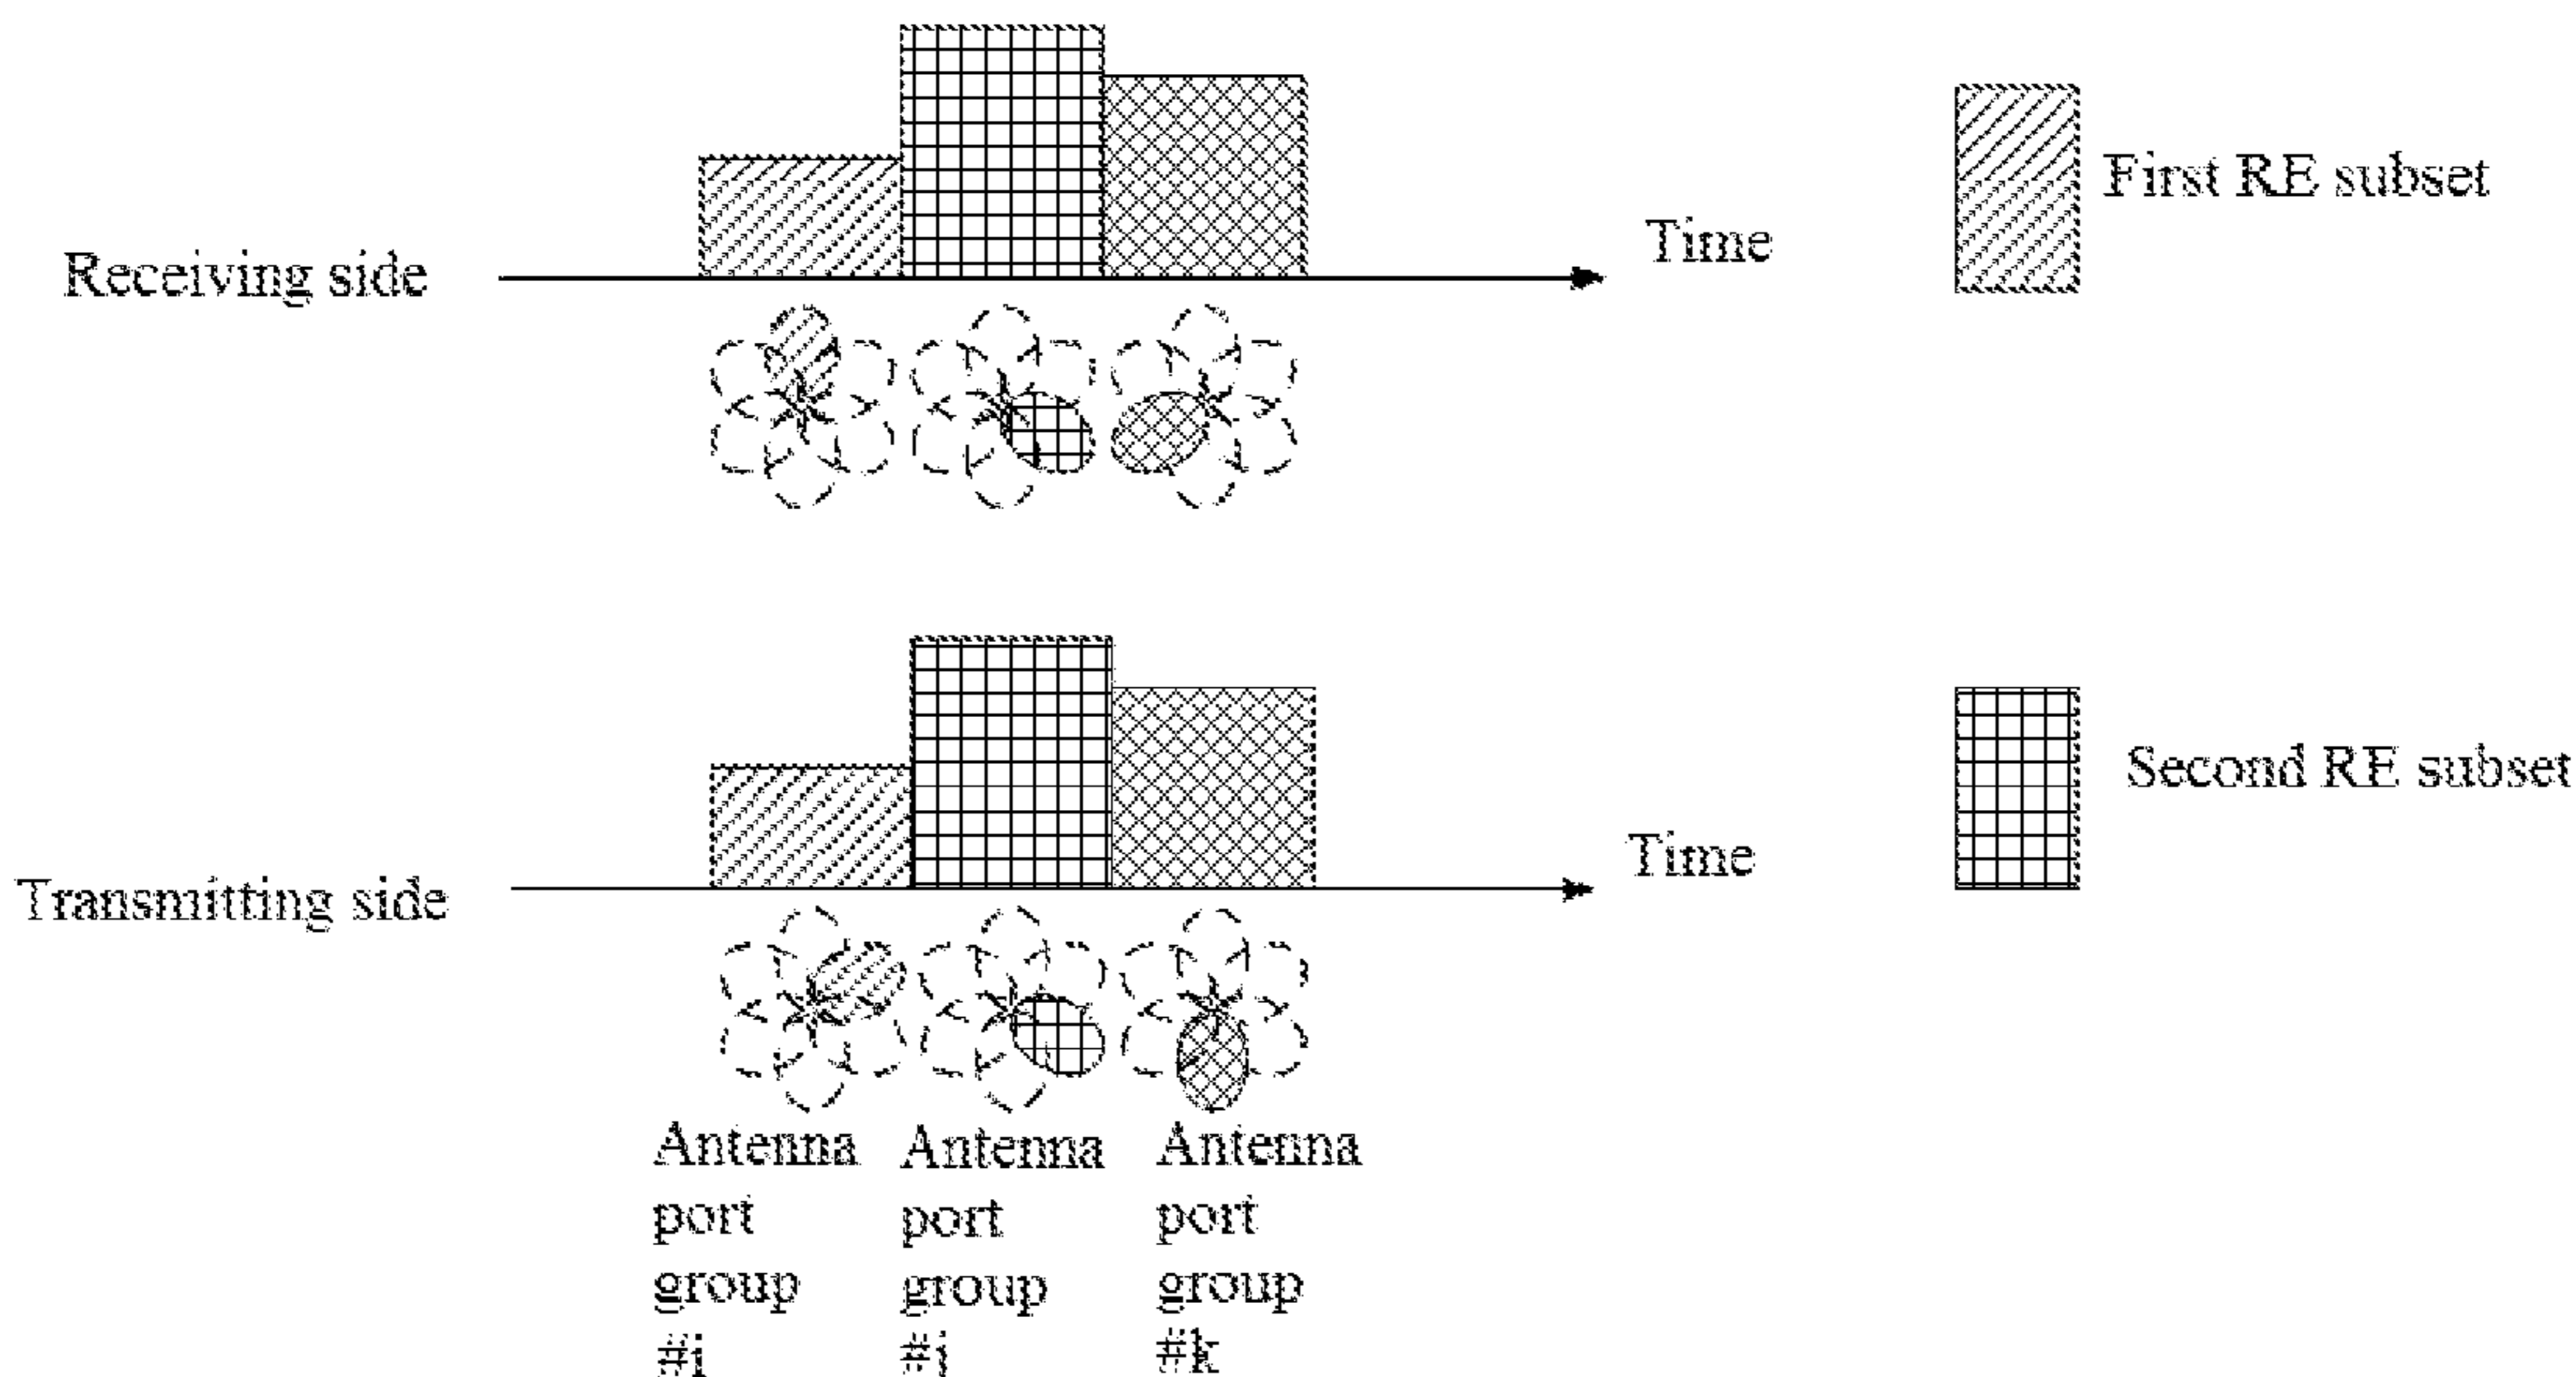 First RE subset
Time
Receiving side
Second RE subset
Time
Transmitting side
Antenna port group #i
Antenna port group #j
Antenna port group #k